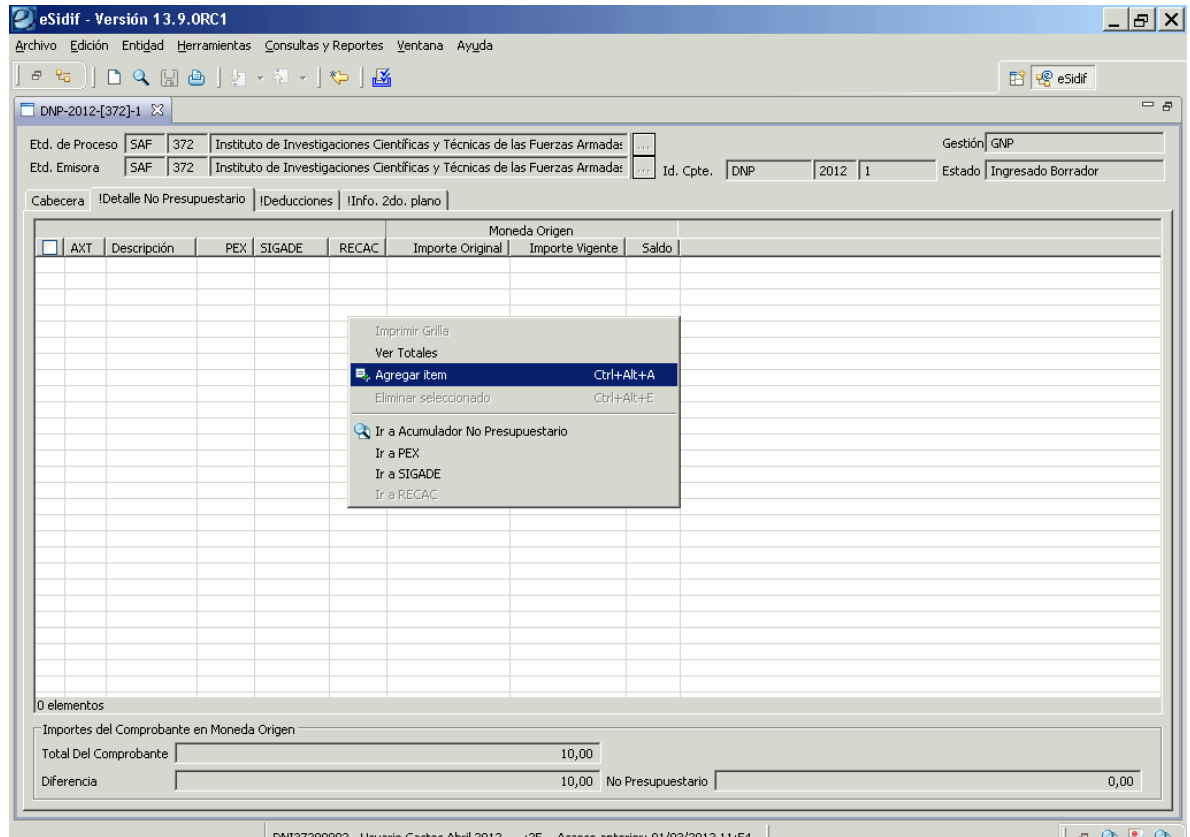 eSidif - Versión 13.9.0RC1
Archivo Edición Entidad Herramientas Consultas y Reportes Ventana Ayuda
eSidif
DNP-2012-[372]-1
Etd. de Proceso SAF 372 Instituto de Investigaciones Científicas y Técnicas de las Fuerzas Armadas ... Gestión GNP
Etd. Emisora SAF 372 Instituto de Investigaciones Científicas y Técnicas de las Fuerzas Armadas ... Id. Cpte. DNP 2012 1 Estado Ingresado Borrador
Cabecera !Detalle No Presupuestario !Deducciones !Info. 2do. plano
Moneda Origen
AXT Descripción PEX SIGADE RECAC Importe Original Importe Vigente Saldo
Imprimir Grilla
Ver Totales
Agregar item Ctrl+Alt+A
Eliminar seleccionado Ctrl+Alt+E
Ir a Acumulador No Presupuestario
Ir a PEX
Ir a SIGADE
Ir a RECAC
0 elementos
Importes del Comprobante en Moneda Origen
Total Del Comprobante 10,00
Diferencia 10,00 No Presupuestario 0,00